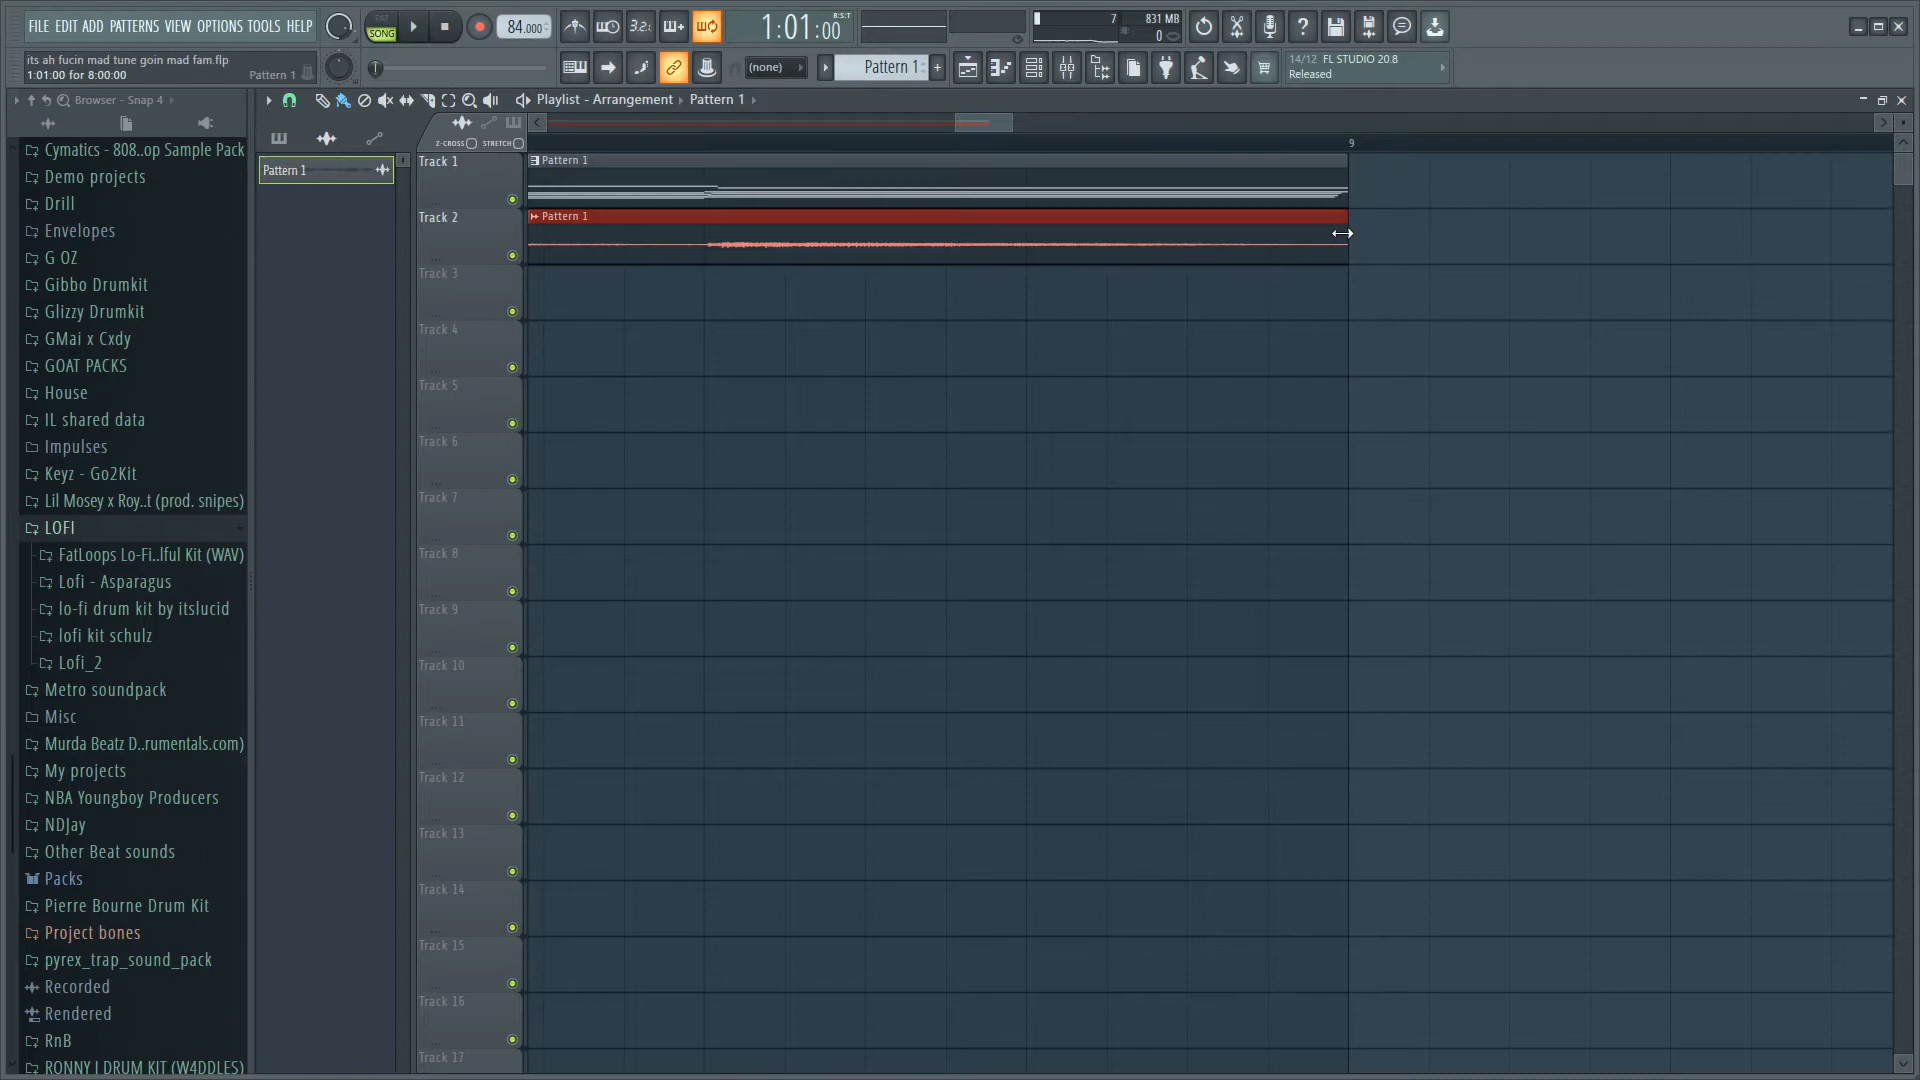 FILE EDIT ADD PATTERNS VIEW OPTIONS TOOLS HELP
PAT
SONG
84.000
3.2.
1:01:00
B:S:T
7
831 MB
0
its ah fucin mad tune goin mad fam.flp
1:01:00 for 8:00:00
Pattern 1
(none)
Pattern 1
14/12 FL STUDIO 20.8
Released
Browser - Snap 4
Playlist - Arrangement
Pattern 1
Z-CROSS
STRETCH
9
Cymatics - 808..op Sample Pack
Demo projects
Drill
Envelopes
G OZ
Gibbo Drumkit
Glizzy Drumkit
GMai x Cxdy
GOAT PACKS
House
IL shared data
Impulses
Keyz - Go2Kit
Lil Mosey x Roy..t (prod. snipes)
LOFI
FatLoops Lo-Fi..lful Kit (WAV)
Lofi - Asparagus
lo-fi drum kit by itslucid
lofi kit schulz
Lofi_2
Metro soundpack
Misc
Murda Beatz D..rumentals.com)
My projects
NBA Youngboy Producers
NDJay
Other Beat sounds
Packs
Pierre Bourne Drum Kit
Project bones
pyrex_trap_sound_pack
Recorded
Rendered
RnB
RONNY J DRUM KIT (W4DDLES)
Pattern 1
Track 1
Pattern 1
Track 2
Pattern 1
Track 3
Track 4
Track 5
Track 6
Track 7
Track 8
Track 9
Track 10
Track 11
Track 12
Track 13
Track 14
Track 15
Track 16
Track 17